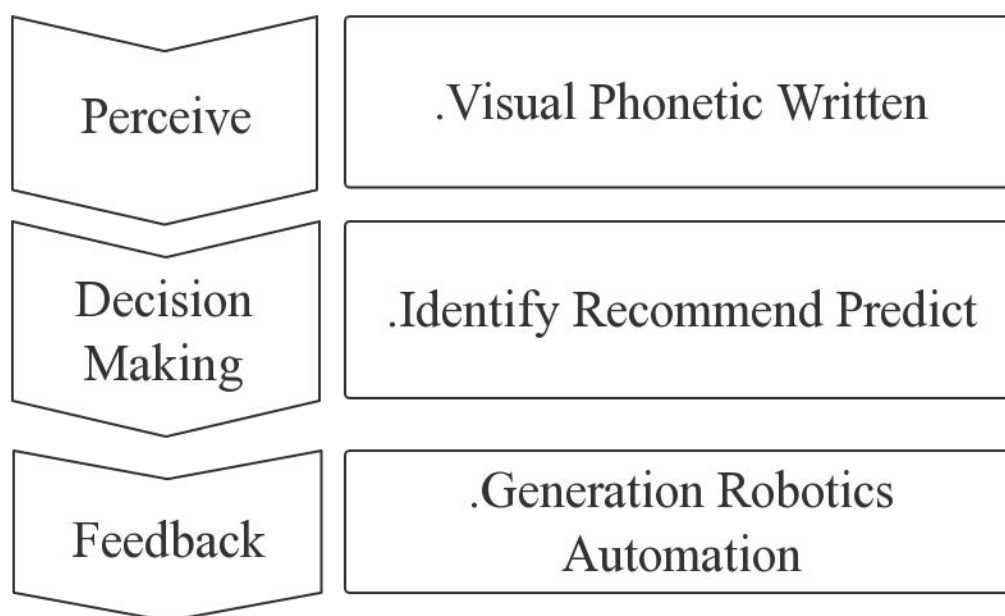 Perceive
.Visual Phonetic Written
Decision
Making
.Identify Recommend Predict
Feedback
.Generation Robotics
Automation